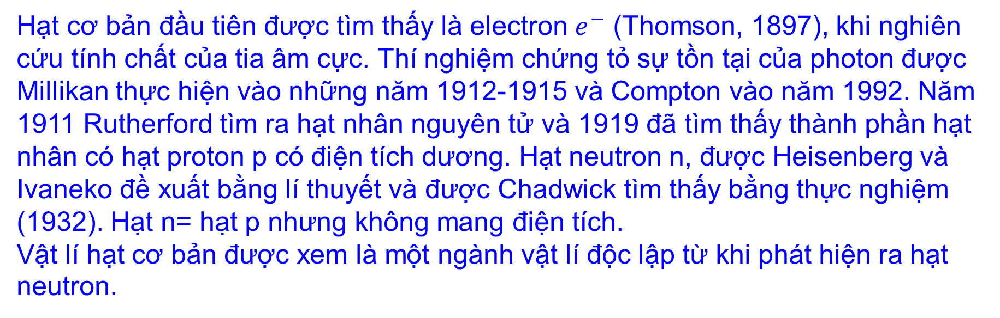 Hạt cơ bản đầu tiên được tìm thấy là electron e⁻ (Thomson, 1897), khi nghiên
cứu tính chất của tia âm cực. Thí nghiệm chứng tỏ sự tồn tại của photon được
Millikan thực hiện vào những năm 1912-1915 và Compton vào năm 1992. Năm
1911 Rutherford tìm ra hạt nhân nguyên tử và 1919 đã tìm thấy thành phần hạt
nhân có hạt proton p có điện tích dương. Hạt neutron n, được Heisenberg và
Ivaneko đề xuất bằng lí thuyết và được Chadwick tìm thấy bằng thực nghiệm
(1932). Hạt n= hạt p nhưng không mang điện tích.
Vật lí hạt cơ bản được xem là một ngành vật lí độc lập từ khi phát hiện ra hạt
neutron.